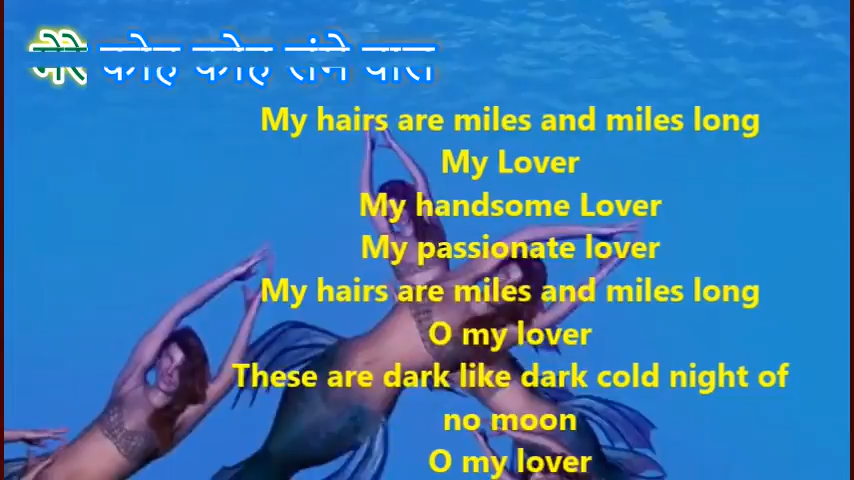 मेरे कोह कोह लंमे वाल
My hairs are miles and miles long
My Lover
My handsome Lover
My passionate lover
My hairs are miles and miles long
O my lover
These are dark like dark cold night of
no moon
O my lover